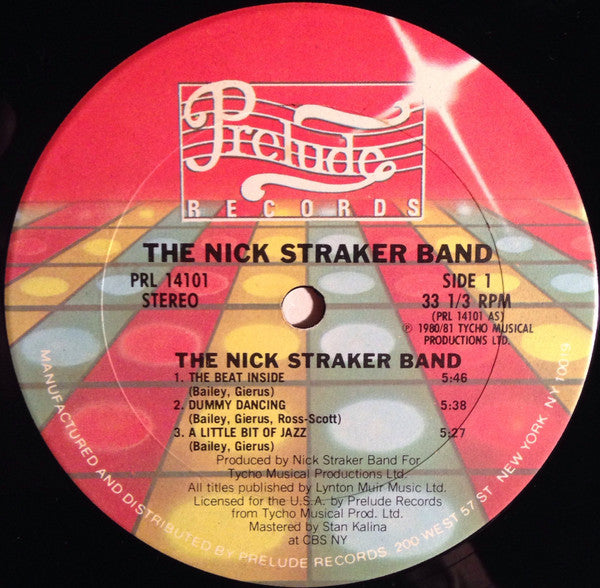 Prelude
RECORDS
THE NICK STRAKER BAND
PRL 14101
STEREO
SIDE 1
33 1/3 RPM
(PRL 14101 AS)
℗ 1980/81 TYCHO MUSICAL
PRODUCTIONS LTD.
THE NICK STRAKER BAND
1. THE BEAT INSIDE 5:46
(Bailey, Gierus)
2. DUMMY DANCING 5:38
(Bailey, Gierus, Ross-Scott)
3. A LITTLE BIT OF JAZZ 5:27
(Bailey, Gierus)
Produced by Nick Straker Band For
Tycho Musical Productions Ltd.
All titles published by Lynton Muir Music Ltd.
Licensed for the U.S.A. by Prelude Records
from Tycho Musical Prod. Ltd.
Mastered by Stan Kalina
at CBS NY
MANUFACTURED AND DISTRIBUTED BY PRELUDE RECORDS, 200 WEST 57 ST. NEW YORK, NY 10019